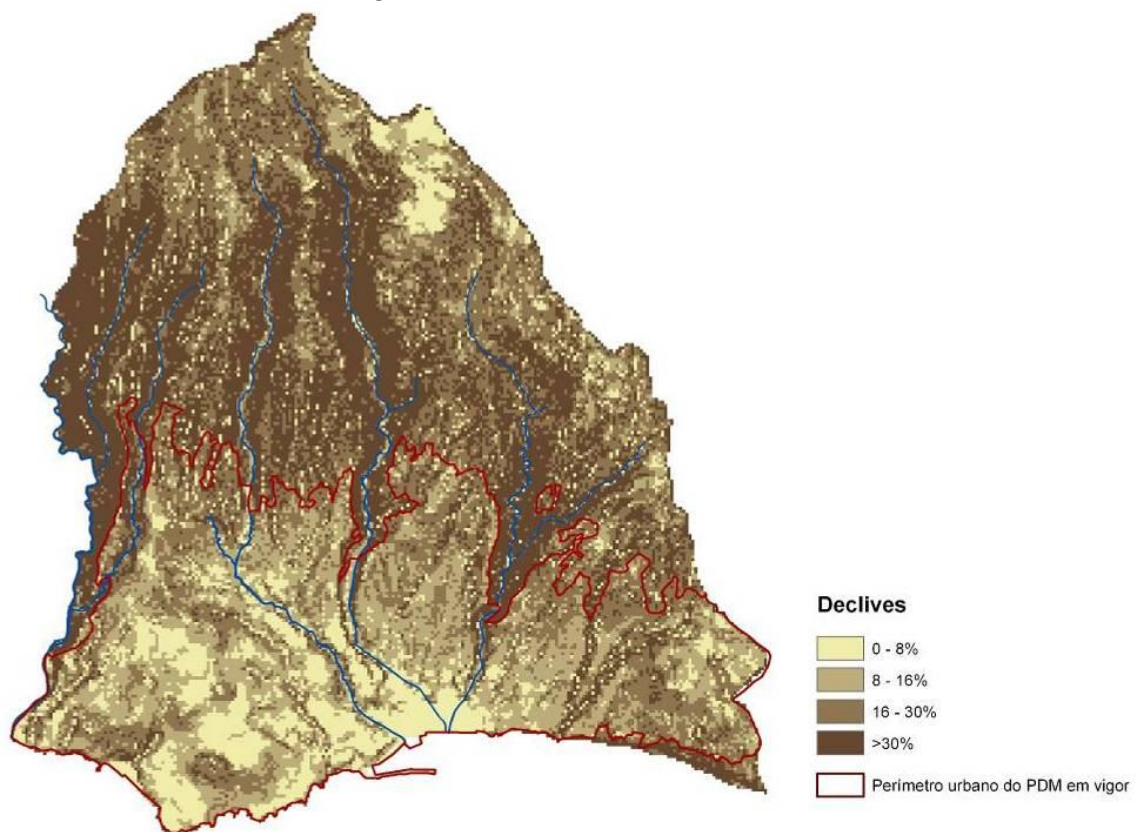 Declives
0 - 8%
8 - 16%
16 - 30%
>30%
Perímetro urbano do PDM em vigor